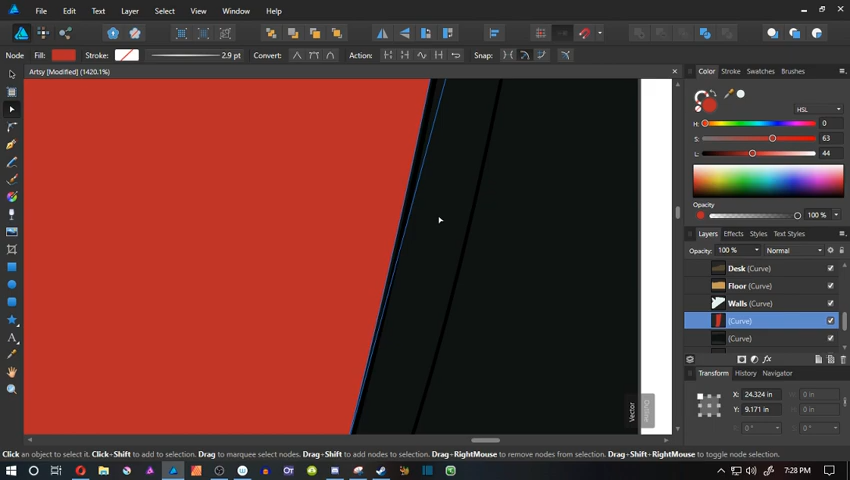 File Edit Text Layer Select View Window Help
Node Fill: Stroke: 2.9 pt Convert: Action: Snap:
Artsy [Modified] (1420.1%)
Color Stroke Swatches Brushes
HSL
H: 0
S: 63
L: 44
Opacity
100 %
Layers Effects Styles Text Styles
Opacity: 100 % Normal
Desk (Curve)
Floor (Curve)
Walls (Curve)
(Curve)
(Curve)
Transform History Navigator
X: 24.324 in W: 0 in
Y: 9.171 in H: 0 in
R: 0 ° S: 0 °
Vector
Outline
Click an object to select it. Click+Shift to add to selection. Drag to marquee select nodes. Drag+Shift to add nodes to selection. Drag+RightMouse to remove nodes from selection. Drag+Shift+RightMouse to toggle node selection.
7:28 PM